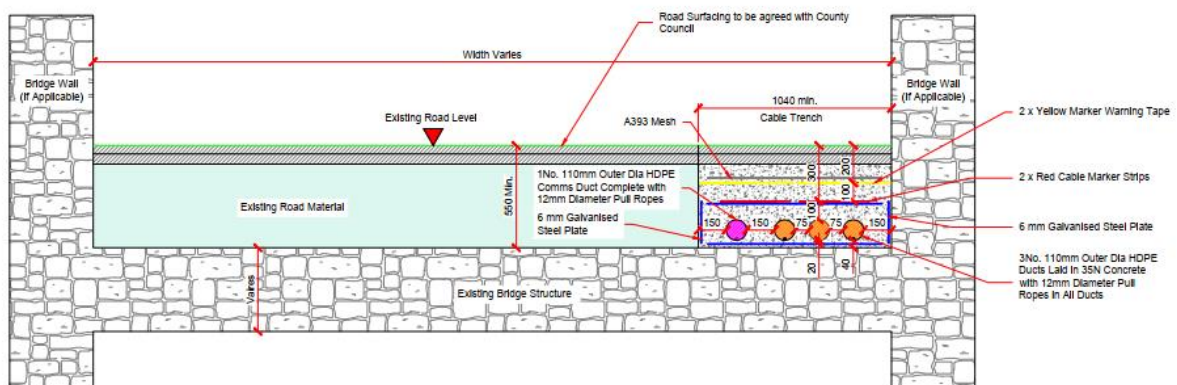 Road Surfacing to be agreed with County
Council
Width Varies
Bridge Wall
(If Applicable)
Bridge Wall
(If Applicable)
1040 min.
Cable Trench
2 x Yellow Marker Warning Tape
A393 Mesh
Existing Road Level
300
200
100
100
2 x Red Cable Marker Strips
1No. 110mm Outer Dia HDPE
Comms Duct Complete with
12mm Diameter Pull Ropes
550 Min.
Existing Road Material
6 mm Galvanised
Steel Plate
150
150
75
75
150
6 mm Galvanised Steel Plate
20
40
3No. 110mm Outer Dia HDPE
Ducts Laid in 35N Concrete
with 12mm Diameter Pull
Ropes In All Ducts
Vaires
Existing Bridge Structure